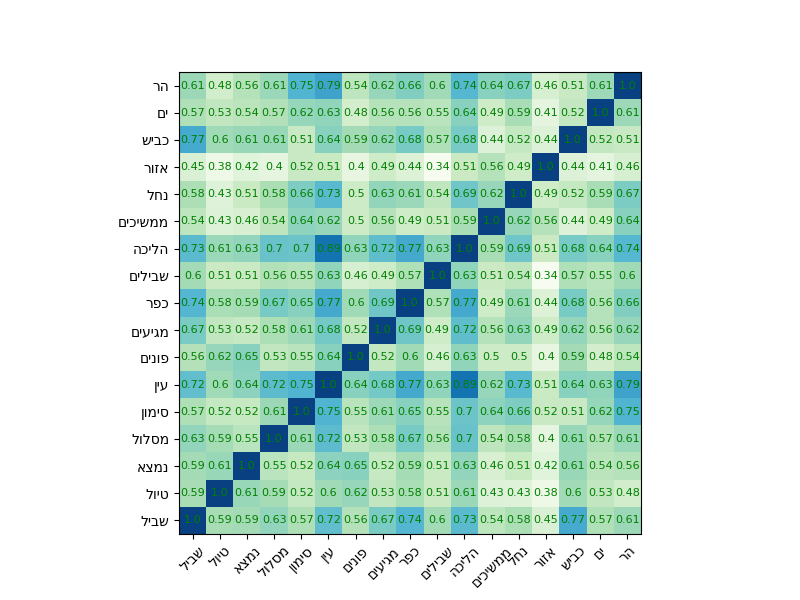 הר 0.61 0.48 0.56 0.61 0.75 0.79 0.54 0.62 0.66 0.6 0.74 0.64 0.67 0.46 0.51 0.61 1.0
ים 0.57 0.53 0.54 0.57 0.62 0.63 0.48 0.56 0.56 0.55 0.64 0.49 0.59 0.41 0.52 1.0 0.61
כביש 0.77 0.6 0.61 0.61 0.51 0.64 0.59 0.62 0.68 0.57 0.68 0.44 0.52 0.44 1.0 0.52 0.51
אזור 0.45 0.38 0.42 0.4 0.52 0.51 0.4 0.49 0.44 0.34 0.51 0.56 0.49 1.0 0.44 0.41 0.46
נחל 0.58 0.43 0.51 0.58 0.66 0.73 0.5 0.63 0.61 0.54 0.69 0.62 1.0 0.49 0.52 0.59 0.67
ממשיכים 0.54 0.43 0.46 0.54 0.64 0.62 0.5 0.56 0.49 0.51 0.59 1.0 0.62 0.56 0.44 0.49 0.64
הליכה 0.73 0.61 0.63 0.7 0.7 0.89 0.63 0.72 0.77 0.63 1.0 0.59 0.69 0.51 0.68 0.64 0.74
שבילים 0.6 0.51 0.51 0.56 0.55 0.63 0.46 0.49 0.57 1.0 0.63 0.51 0.54 0.34 0.57 0.55 0.6
כפר 0.74 0.58 0.59 0.67 0.65 0.77 0.6 0.69 1.0 0.57 0.77 0.49 0.61 0.44 0.68 0.56 0.66
מגיעים 0.67 0.53 0.52 0.58 0.61 0.68 0.52 1.0 0.69 0.49 0.72 0.56 0.63 0.49 0.62 0.56 0.62
פונים 0.56 0.62 0.65 0.53 0.55 0.64 1.0 0.52 0.6 0.46 0.63 0.5 0.5 0.4 0.59 0.48 0.54
עין 0.72 0.6 0.64 0.72 0.75 1.0 0.64 0.68 0.77 0.63 0.89 0.62 0.73 0.51 0.64 0.63 0.79
סימון 0.57 0.52 0.52 0.61 1.0 0.75 0.55 0.61 0.65 0.55 0.7 0.64 0.66 0.52 0.51 0.62 0.75
מסלול 0.63 0.59 0.55 1.0 0.61 0.72 0.53 0.58 0.67 0.56 0.7 0.54 0.58 0.4 0.61 0.57 0.61
נמצא 0.59 0.61 1.0 0.55 0.52 0.64 0.65 0.52 0.59 0.51 0.63 0.46 0.51 0.42 0.61 0.54 0.56
טיול 0.59 1.0 0.61 0.59 0.52 0.6 0.62 0.53 0.58 0.51 0.61 0.43 0.43 0.38 0.6 0.53 0.48
שביל 1.0 0.59 0.59 0.63 0.57 0.72 0.56 0.67 0.74 0.6 0.73 0.54 0.58 0.45 0.77 0.57 0.61
שביל טיול נמצא מסלול סימון עין פונים מגיעים כפר שבילים הליכה ממשיכים נחל אזור כביש ים הר